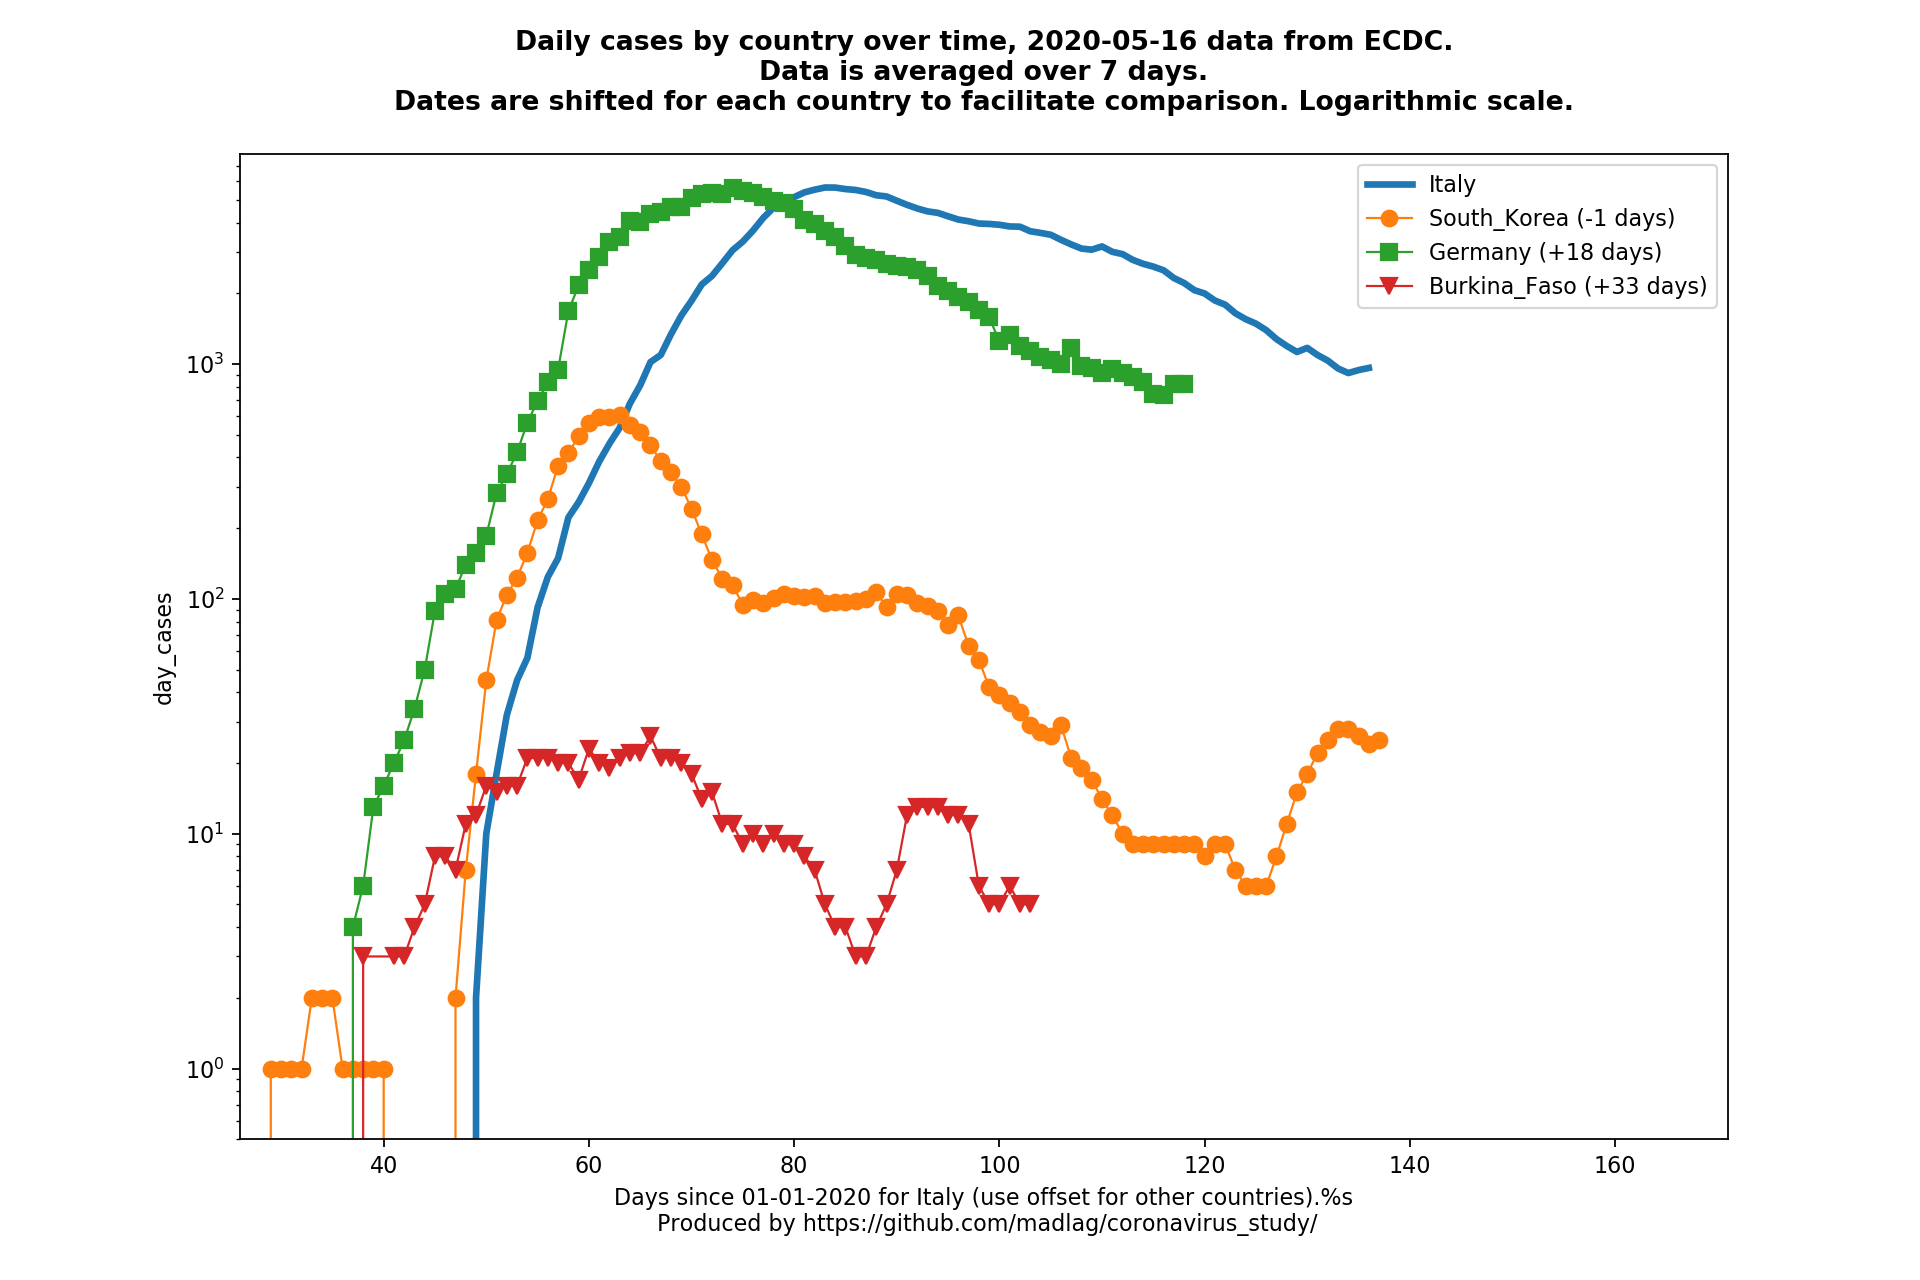 Daily cases by country over time, 2020-05-16 data from ECDC.
Data is averaged over 7 days.
Dates are shifted for each country to facilitate comparison. Logarithmic scale.
Italy
South_Korea (-1 days)
Germany (+18 days)
Burkina_Faso (+33 days)
day_cases
10³
10²
10¹
10⁰
40 60 80 100 120 140 160
Days since 01-01-2020 for Italy (use offset for other countries).%s
Produced by https://github.com/madlag/coronavirus_study/